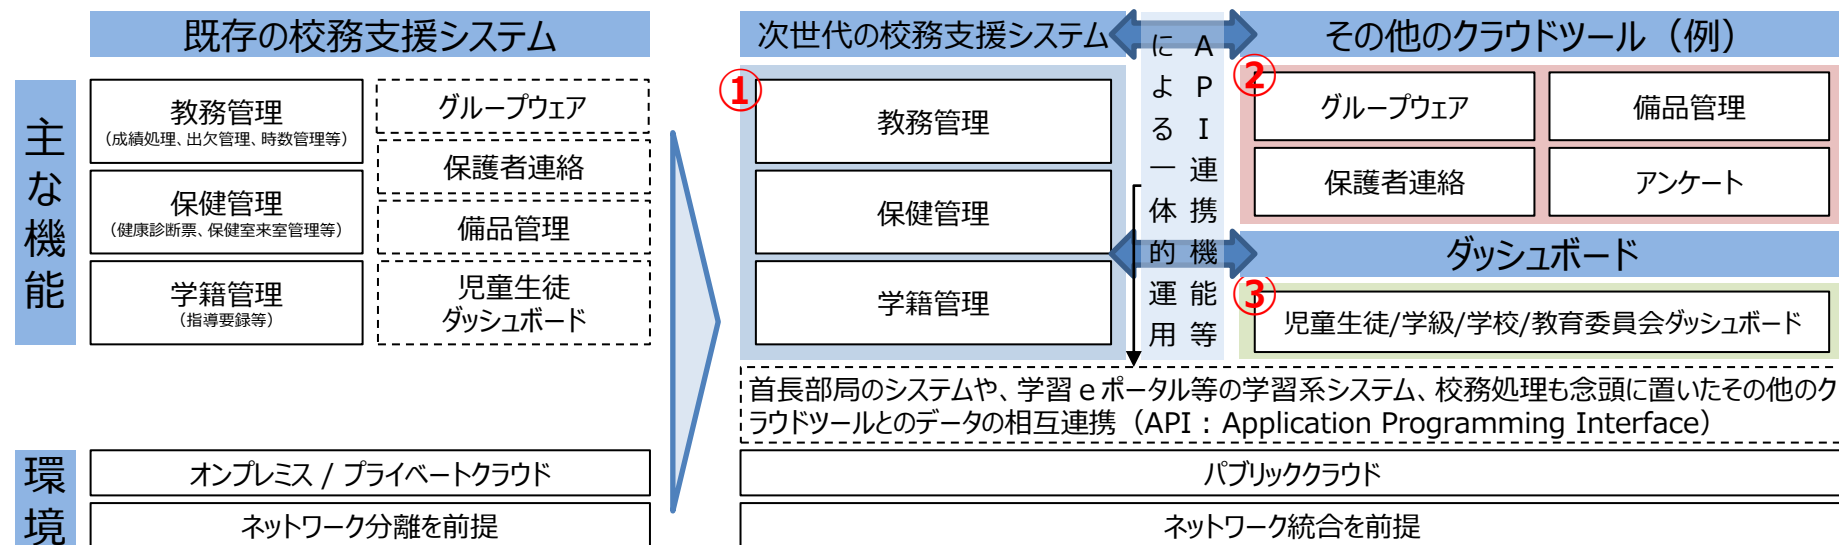 既存の校務支援システム
次世代の校務支援システム
その他のクラウドツール（例）
主な機能
教務管理
（成績処理、出欠管理、時数管理等）
保健管理
（健康診断票、保健室来室管理等）
学籍管理
（指導要録等）
グループウェア
保護者連絡
備品管理
児童生徒
ダッシュボード
①
教務管理
保健管理
学籍管理
API連携機能等
による一体的運用
②
グループウェア
備品管理
保護者連絡
アンケート
ダッシュボード
③
児童生徒/学級/学校/教育委員会ダッシュボード
首長部局のシステムや、学習eポータル等の学習系システム、校務処理も念頭に置いたその他のク
ラウドツールとのデータの相互連携（API：Application Programming Interface）
環境
オンプレミス / プライベートクラウド
パブリッククラウド
ネットワーク分離を前提
ネットワーク統合を前提